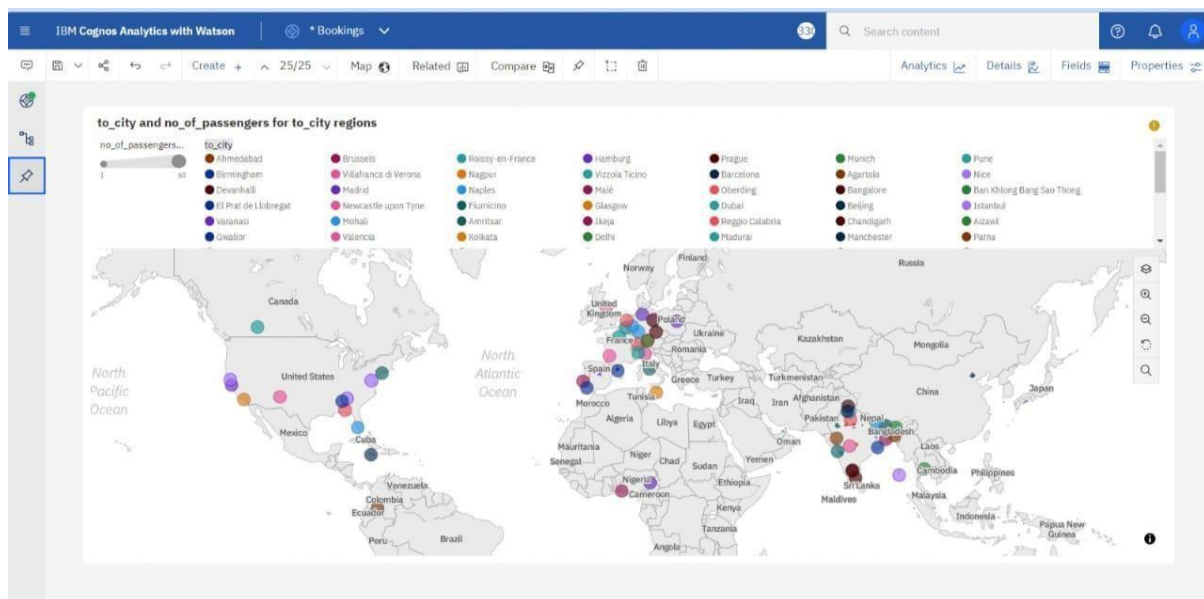 IBM Cognos Analytics with Watson
* Bookings
Search content
Create +
25/25
Map
Related
Compare
Analytics
Details
Fields
Properties
to_city and no_of_passengers for to_city regions
no_of_passengers...
1
60
to_city
Ahmedabad Brussels Roissy-en-France Hamburg Prague Munich Pune
Birmingham Villafranca di Verona Nagpur Vizzola Ticino Barcelona Agartala Nice
Devanhalli Madrid Naples Malé Oberding Bangalore Ban Khlong Bang Sao Thong
El Prat de Llobregat Newcastle upon Tyne Fiumicino Glasgow Dubai Beijing Istanbul
Varanasi Mohali Amritsar Ikeja Reggio Calabria Chandigarh Aizawl
Gwalior Valencia Kolkata Delhi Madurai Manchester Patna
Russia
Finland
Norway
Canada
United
Kingdom
Poland
Ukraine
France
Kazakhstan
Mongolia
Romania
North
Pacific
Ocean
North
Atlantic
Ocean
United States
Spain
Italy
Greece
Turkey
Turkmenistan
China
Japan
Morocco
Tunisia
Iraq
Iran
Afghanistan
Mexico
Algeria
Libya
Egypt
Pakistan
Nepal
Bangladesh
Cuba
Mauritania
Oman
Laos
Senegal
Niger
Chad
Sudan
Yemen
Cambodia
Philippines
Venezuela
Nigeria
Cameroon
Ethiopia
Sri Lanka
Maldives
Malaysia
Colombia
Ecuador
Kenya
Indonesia
Papua New
Guinea
Tanzania
Peru
Brazil
Angola